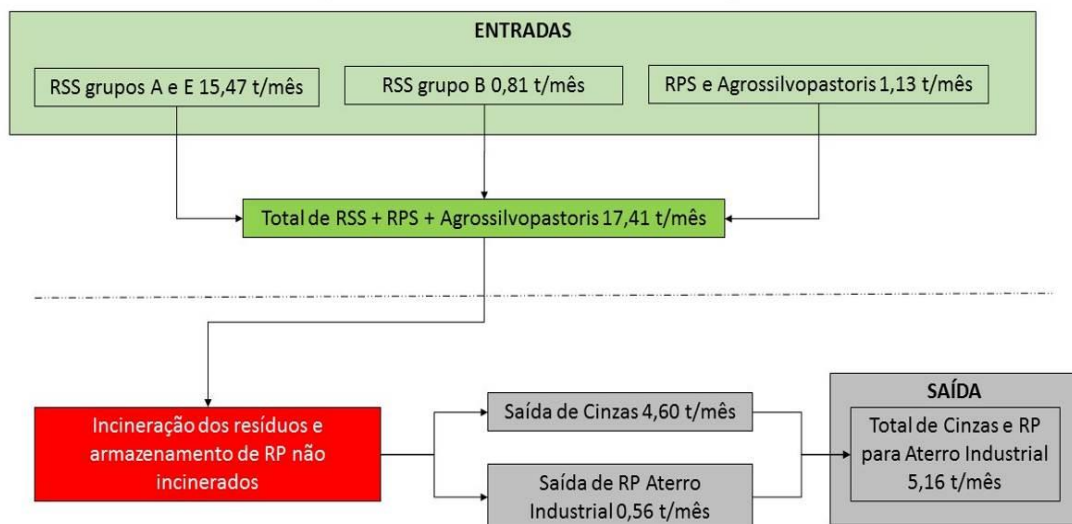 ENTRADAS
RSS grupos A e E 15,47 t/mês
RSS grupo B 0,81 t/mês
RPS e Agrossilvopastoris 1,13 t/mês
Total de RSS + RPS + Agrossilvopastoris 17,41 t/mês
Incineração dos resíduos e
armazenamento de RP não
incinerados
Saída de Cinzas 4,60 t/mês
Saída de RP Aterro
Industrial 0,56 t/mês
SAÍDA
Total de Cinzas e RP
para Aterro Industrial
5,16 t/mês